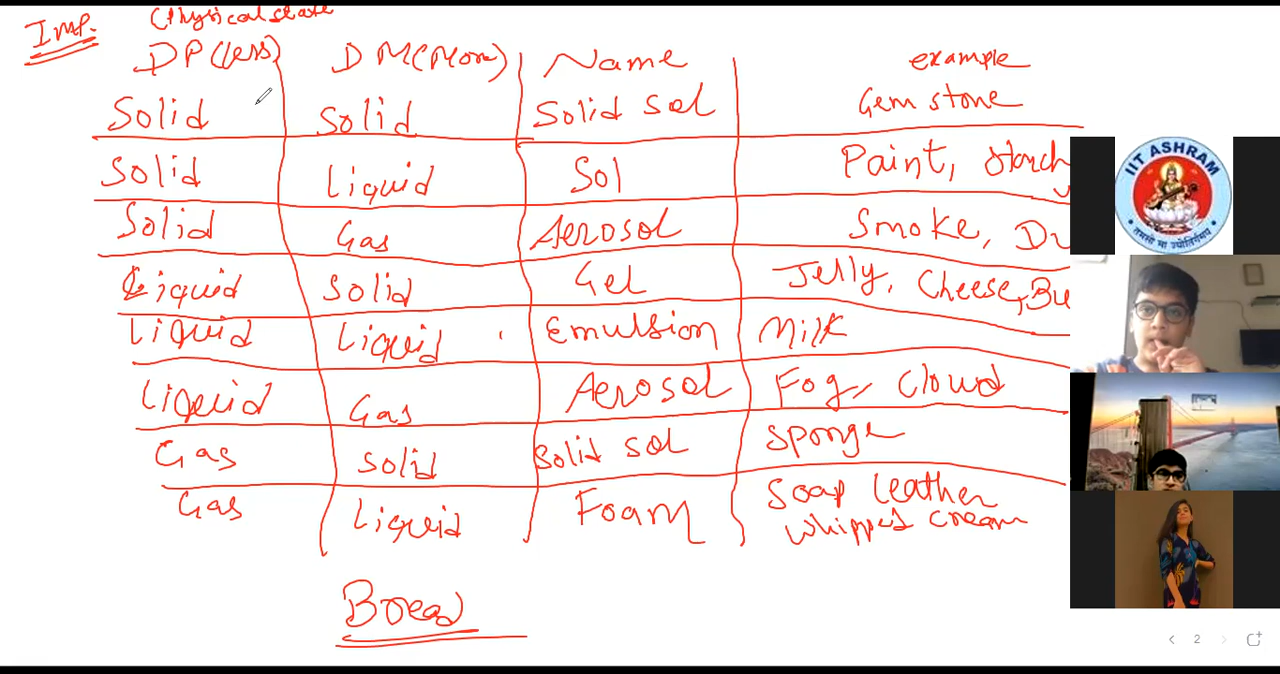 Imp. (Physical state
DP(less) DM(More) Name example
Solid Solid Solid sol Gem stone
Solid Liquid Sol Paint, Starch
Solid Gas Aerosol Smoke, Du
Liquid Solid Gel Jelly, Cheese, Bu
Liquid Liquid Emulsion Milk
Liquid Gas Aerosol Fog, Cloud
Gas Solid Solid sol Sponge
Gas Liquid Foam Soap leather
Whipped cream
Bread
IIT ASHRAM
तमसो मा ज्योतिर्गमय
2